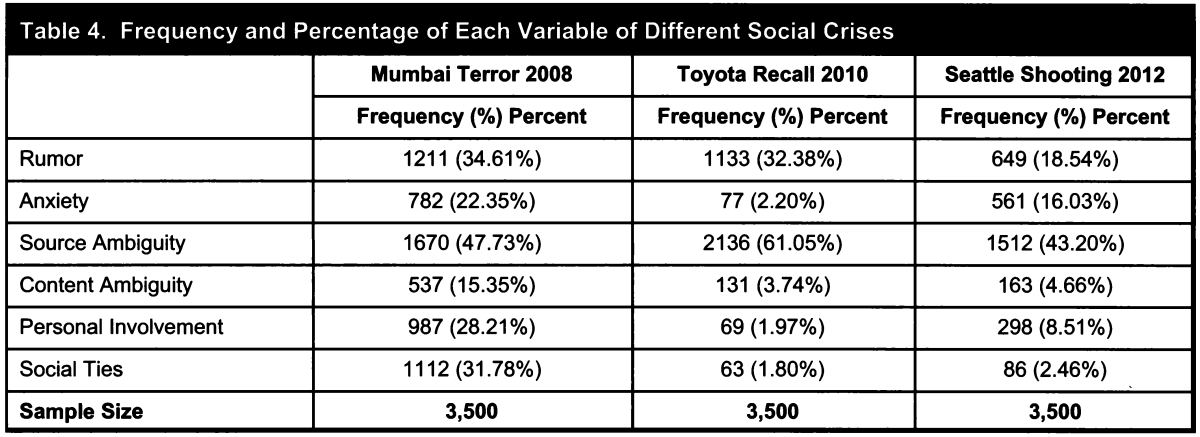 Table 4. Frequency and Percentage of Each Variable of Different Social Crises
Mumbai Terror 2008 Toyota Recall 2010 Seattle Shooting 2012
Frequency (%) Percent Frequency (%) Percent Frequency (%) Percent
Rumor 1211 (34.61%) 1133 (32.38%) 649 (18.54%)
Anxiety 782 (22.35%) 77 (2.20%) 561 (16.03%)
Source Ambiguity 1670 (47.73%) 2136 (61.05%) 1512 (43.20%)
Content Ambiguity 537 (15.35%) 131 (3.74%) 163 (4.66%)
Personal Involvement 987 (28.21%) 69 (1.97%) 298 (8.51%)
Social Ties 1112 (31.78%) 63 (1.80%) 86 (2.46%)
Sample Size 3,500 3,500 3,500